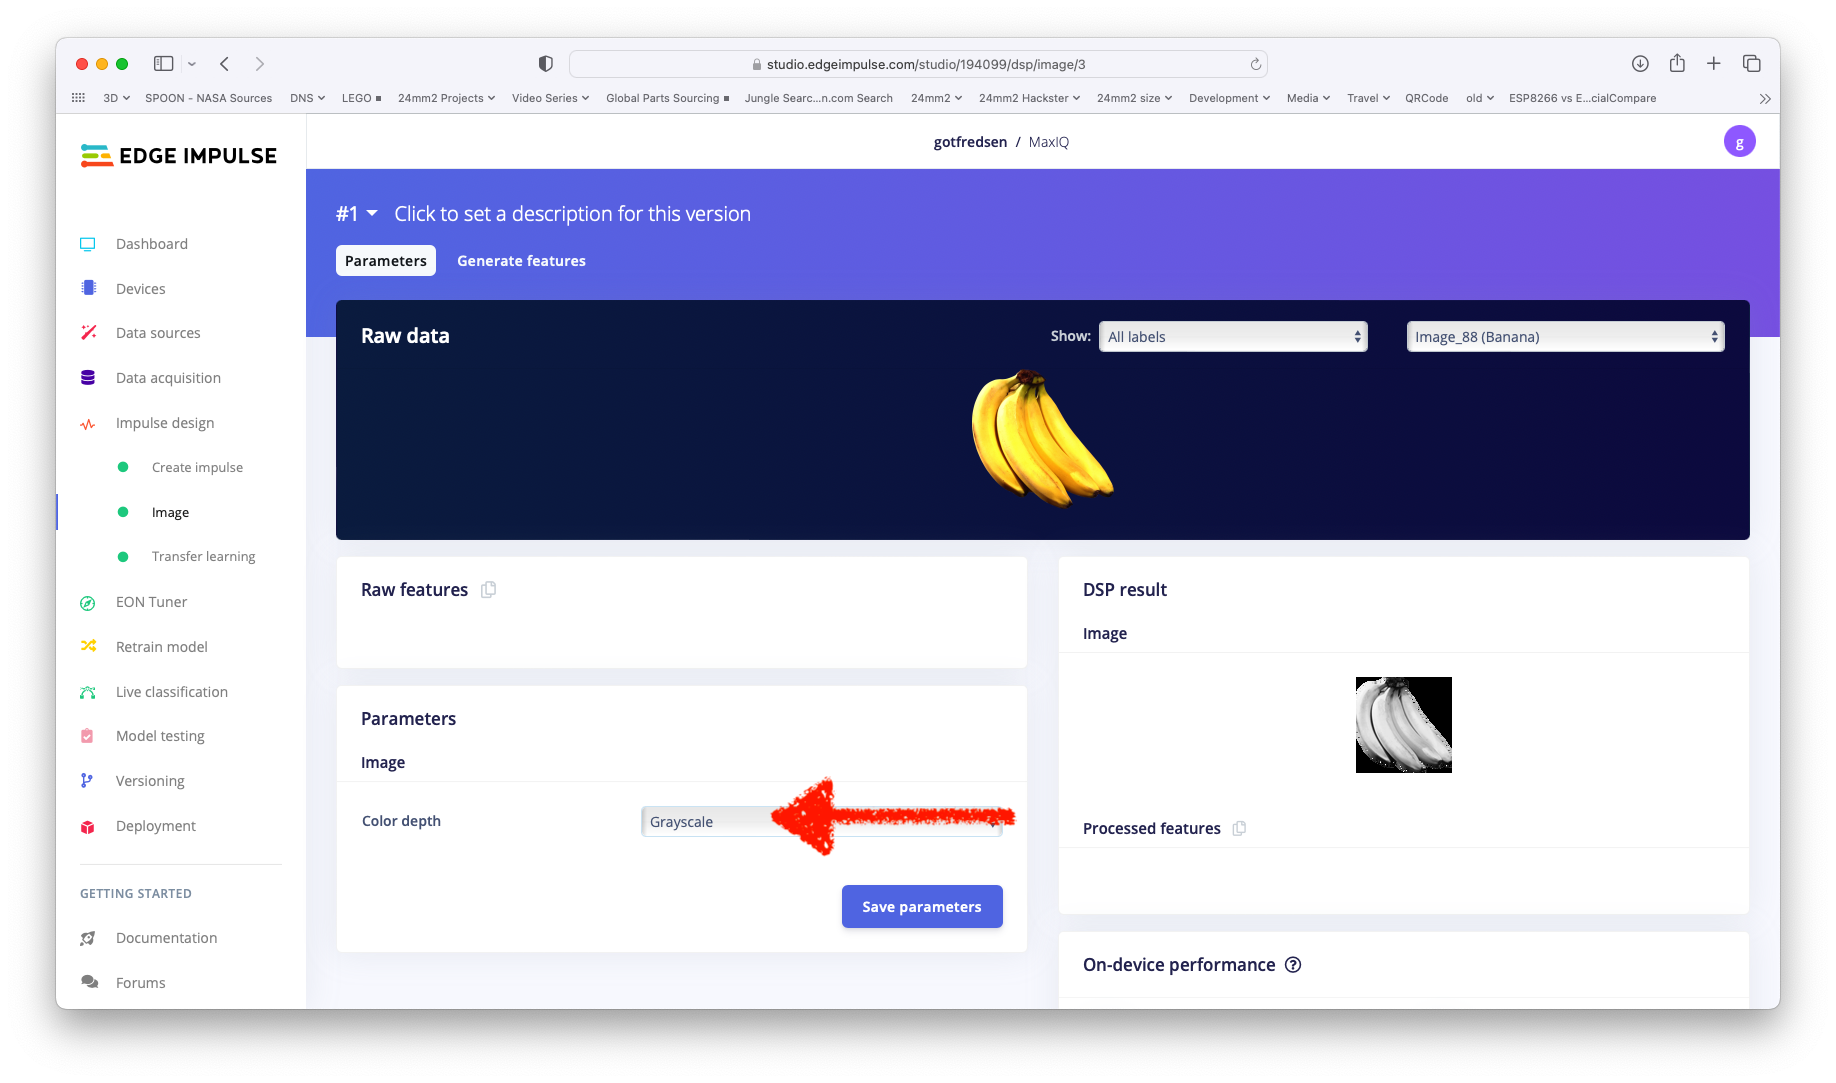 studio.edgeimpulse.com/studio/194099/dsp/image/3
3D SPOON - NASA Sources DNS LEGO 24mm2 Projects Video Series Global Parts Sourcing Jungle Searc...n.com Search 24mm2 24mm2 Hackster 24mm2 size Development Media Travel QRCode old ESP8266 vs E...cialCompare
EDGE IMPULSE
gotfredsen / MaxIQ
g
#1 Click to set a description for this version
Parameters Generate features
Dashboard
Devices
Data sources
Data acquisition
Impulse design
Create impulse
Image
Transfer learning
EON Tuner
Retrain model
Live classification
Model testing
Versioning
Deployment
GETTING STARTED
Documentation
Forums
Raw data
Show: All labels Image_88 (Banana)
Raw features
Parameters
Image
Color depth Grayscale
Save parameters
DSP result
Image
Processed features
On-device performance ?